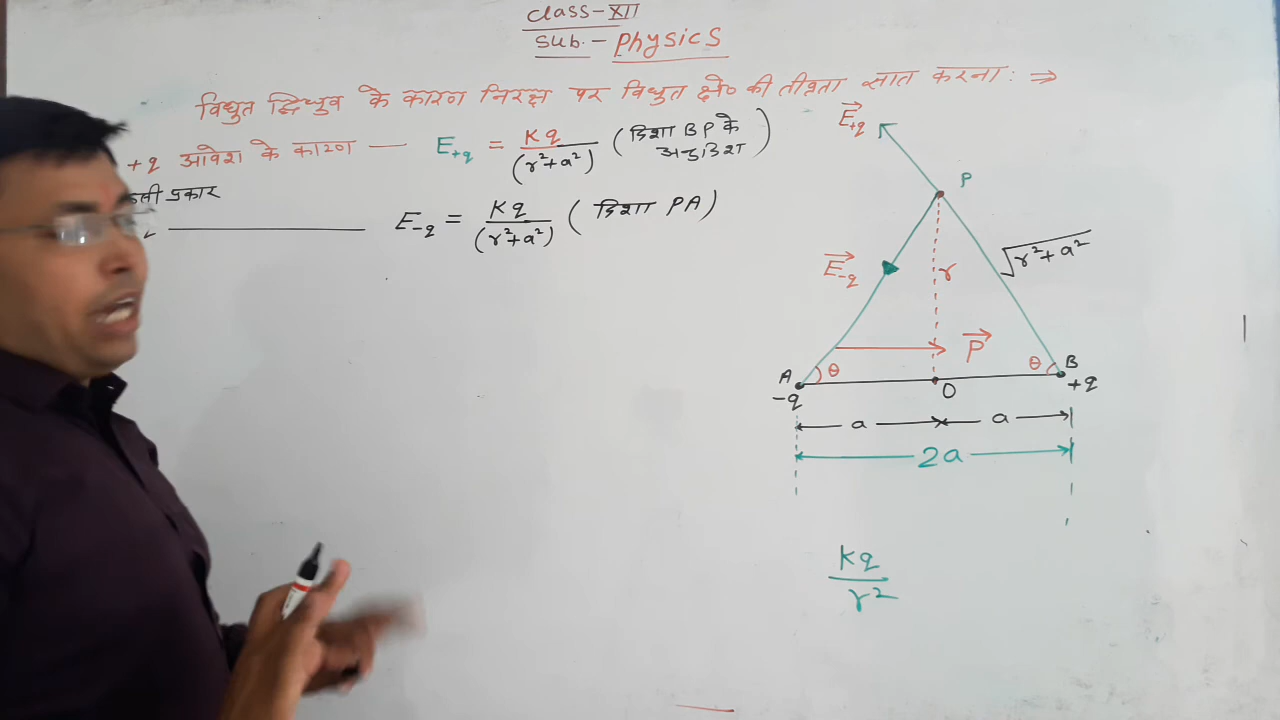 Class-XII
Sub.- Physics
विधुत द्विध्रुव के कारण निरक्ष पर विधुत क्षे० की तीव्रता ज्ञात करना: ⇒
+q आवेश के कारण — E+q = Kq/(r²+a²) (दिशा BP के अनुदिश)
प्रकार
E-q = Kq/(r²+a²) (दिशा PA)
E⃗+q
P
√r²+a²
E⃗-q
r
P⃗
A θ θ B
-q O +q
a a
2a
Kq/r²